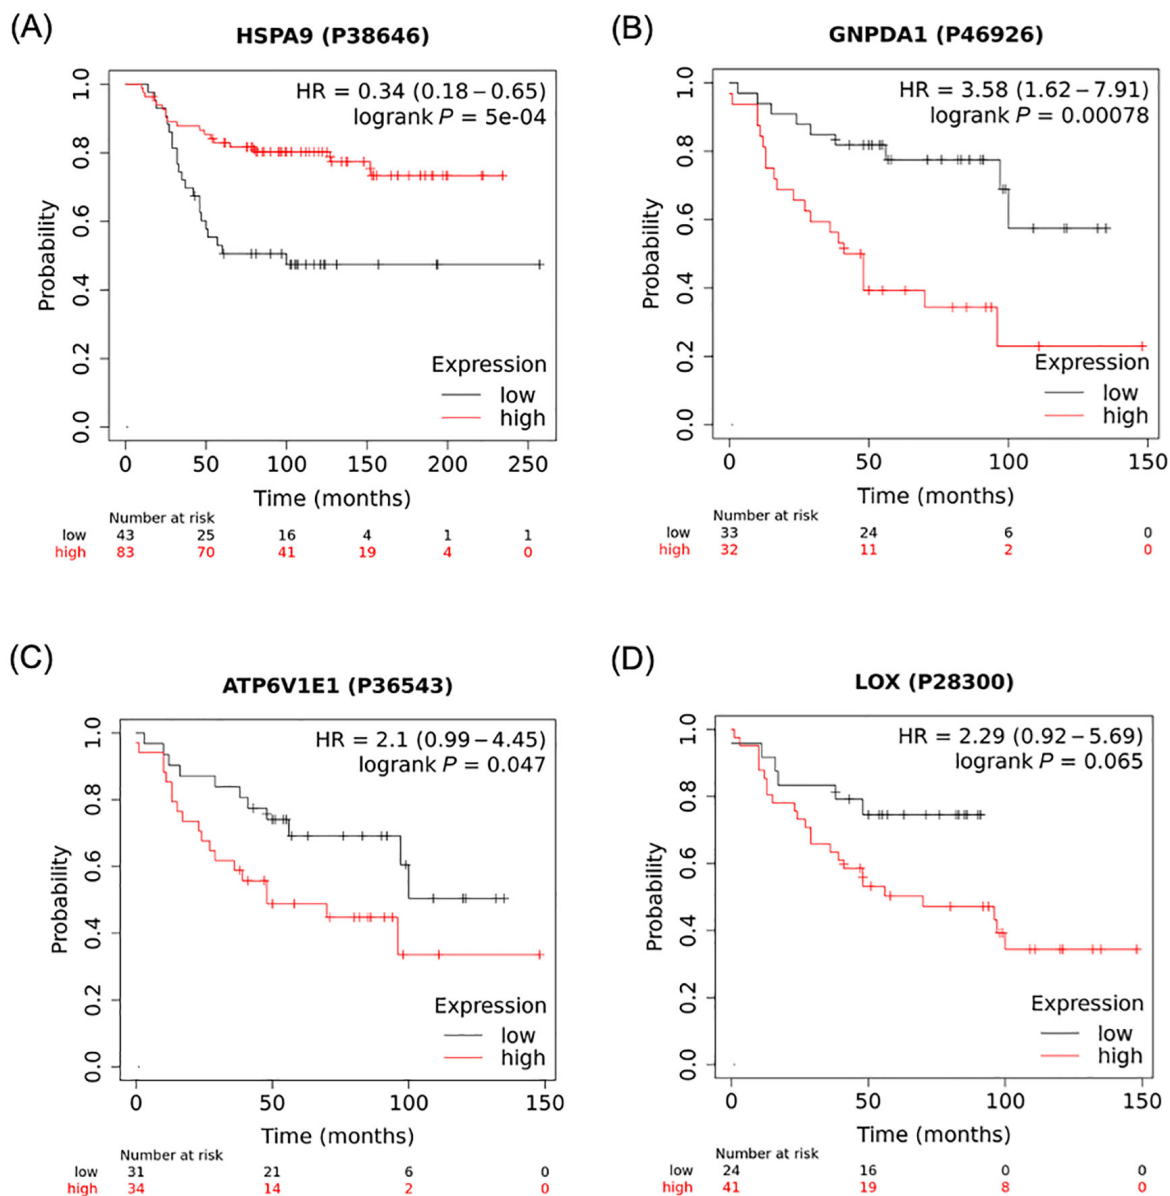 (A)
HSPA9 (P38646)
HR = 0.34 (0.18 – 0.65)
logrank P = 5e-04
Probability
1.0
0.8
0.6
0.4
0.2
0.0
Expression
low
high
0 50 100 150 200 250
Time (months)
Number at risk
low 43 25 16 4 1 1
high 83 70 41 19 4 0
(B)
GNPDA1 (P46926)
HR = 3.58 (1.62 – 7.91)
logrank P = 0.00078
Probability
1.0
0.8
0.6
0.4
0.2
0.0
Expression
low
high
0 50 100 150
Time (months)
Number at risk
low 33 24 6 0
high 32 11 2 0
(C)
ATP6V1E1 (P36543)
HR = 2.1 (0.99 – 4.45)
logrank P = 0.047
Probability
1.0
0.8
0.6
0.4
0.2
0.0
Expression
low
high
0 50 100 150
Time (months)
Number at risk
low 31 21 6 0
high 34 14 2 0
(D)
LOX (P28300)
HR = 2.29 (0.92 – 5.69)
logrank P = 0.065
Probability
1.0
0.8
0.6
0.4
0.2
0.0
Expression
low
high
0 50 100 150
Time (months)
Number at risk
low 24 16 0 0
high 41 19 8 0